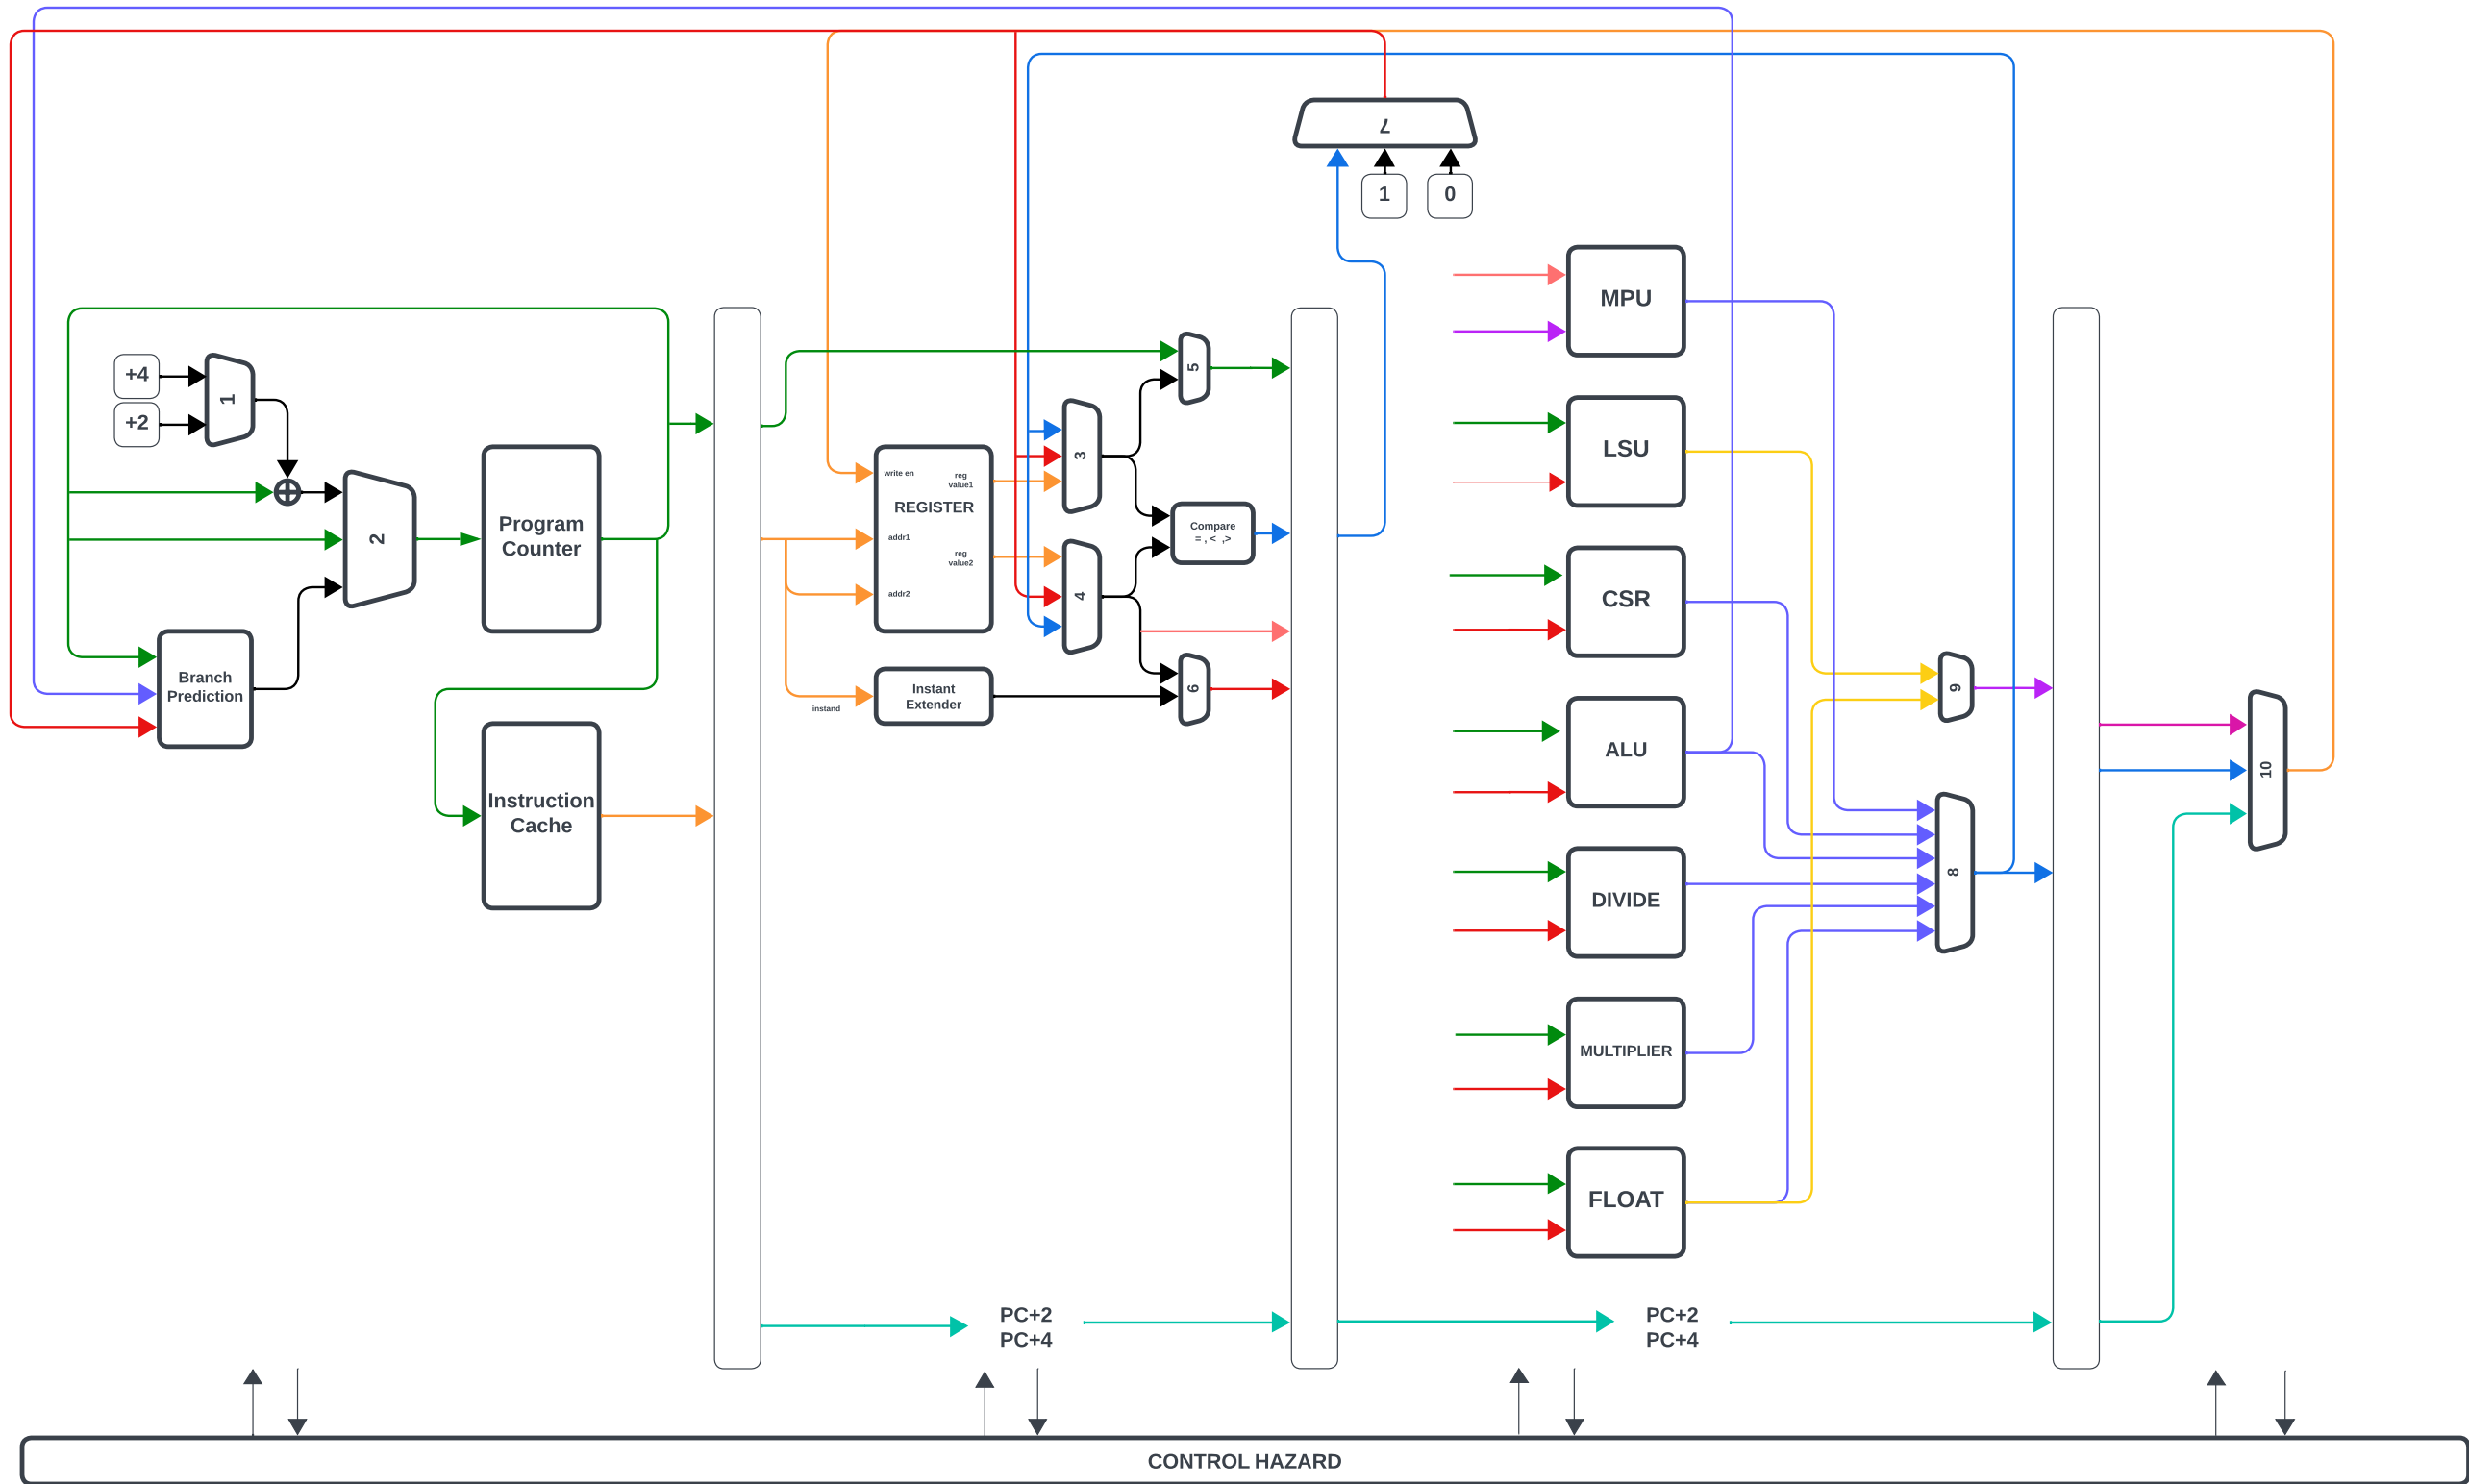 7
1
0
MPU
+4
1
+2
5
LSU
3
write en
reg
value1
REGISTER
Program
Counter
2
addr1
Compare
= , < ,>
reg
value2
addr2
4
CSR
Branch
Prediction
Instant
Extender
instand
6
9
ALU
10
Instruction
Cache
8
DIVIDE
MULTIPLIER
FLOAT
PC+2
PC+4
PC+2
PC+4
CONTROL HAZARD